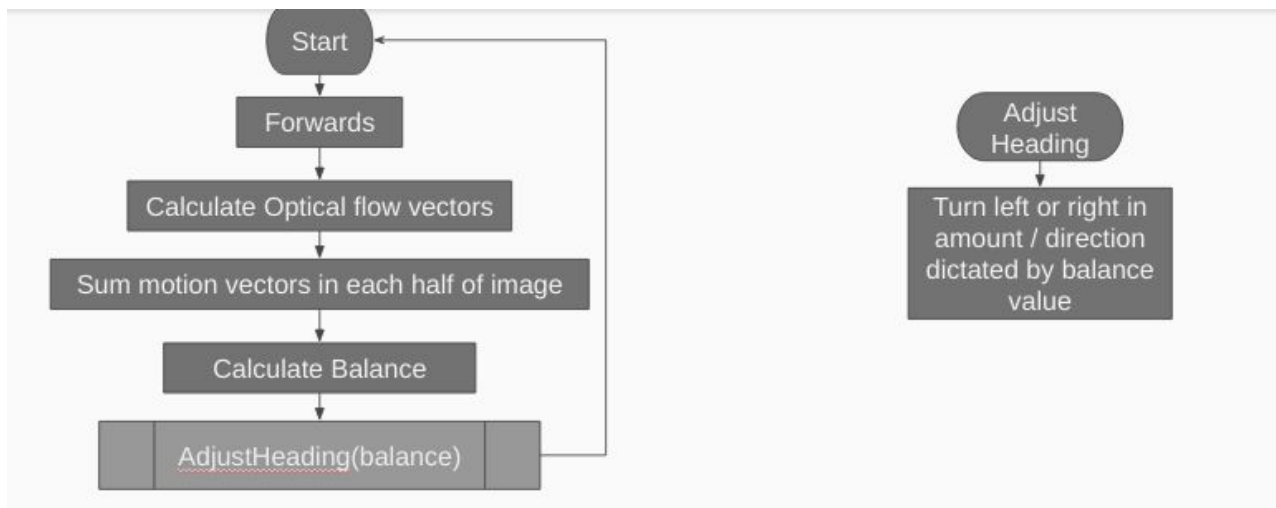 Start
Forwards
Calculate Optical flow vectors
Sum motion vectors in each half of image
Calculate Balance
AdjustHeading(balance)
Adjust
Heading
Turn left or right in
amount / direction
dictated by balance
value